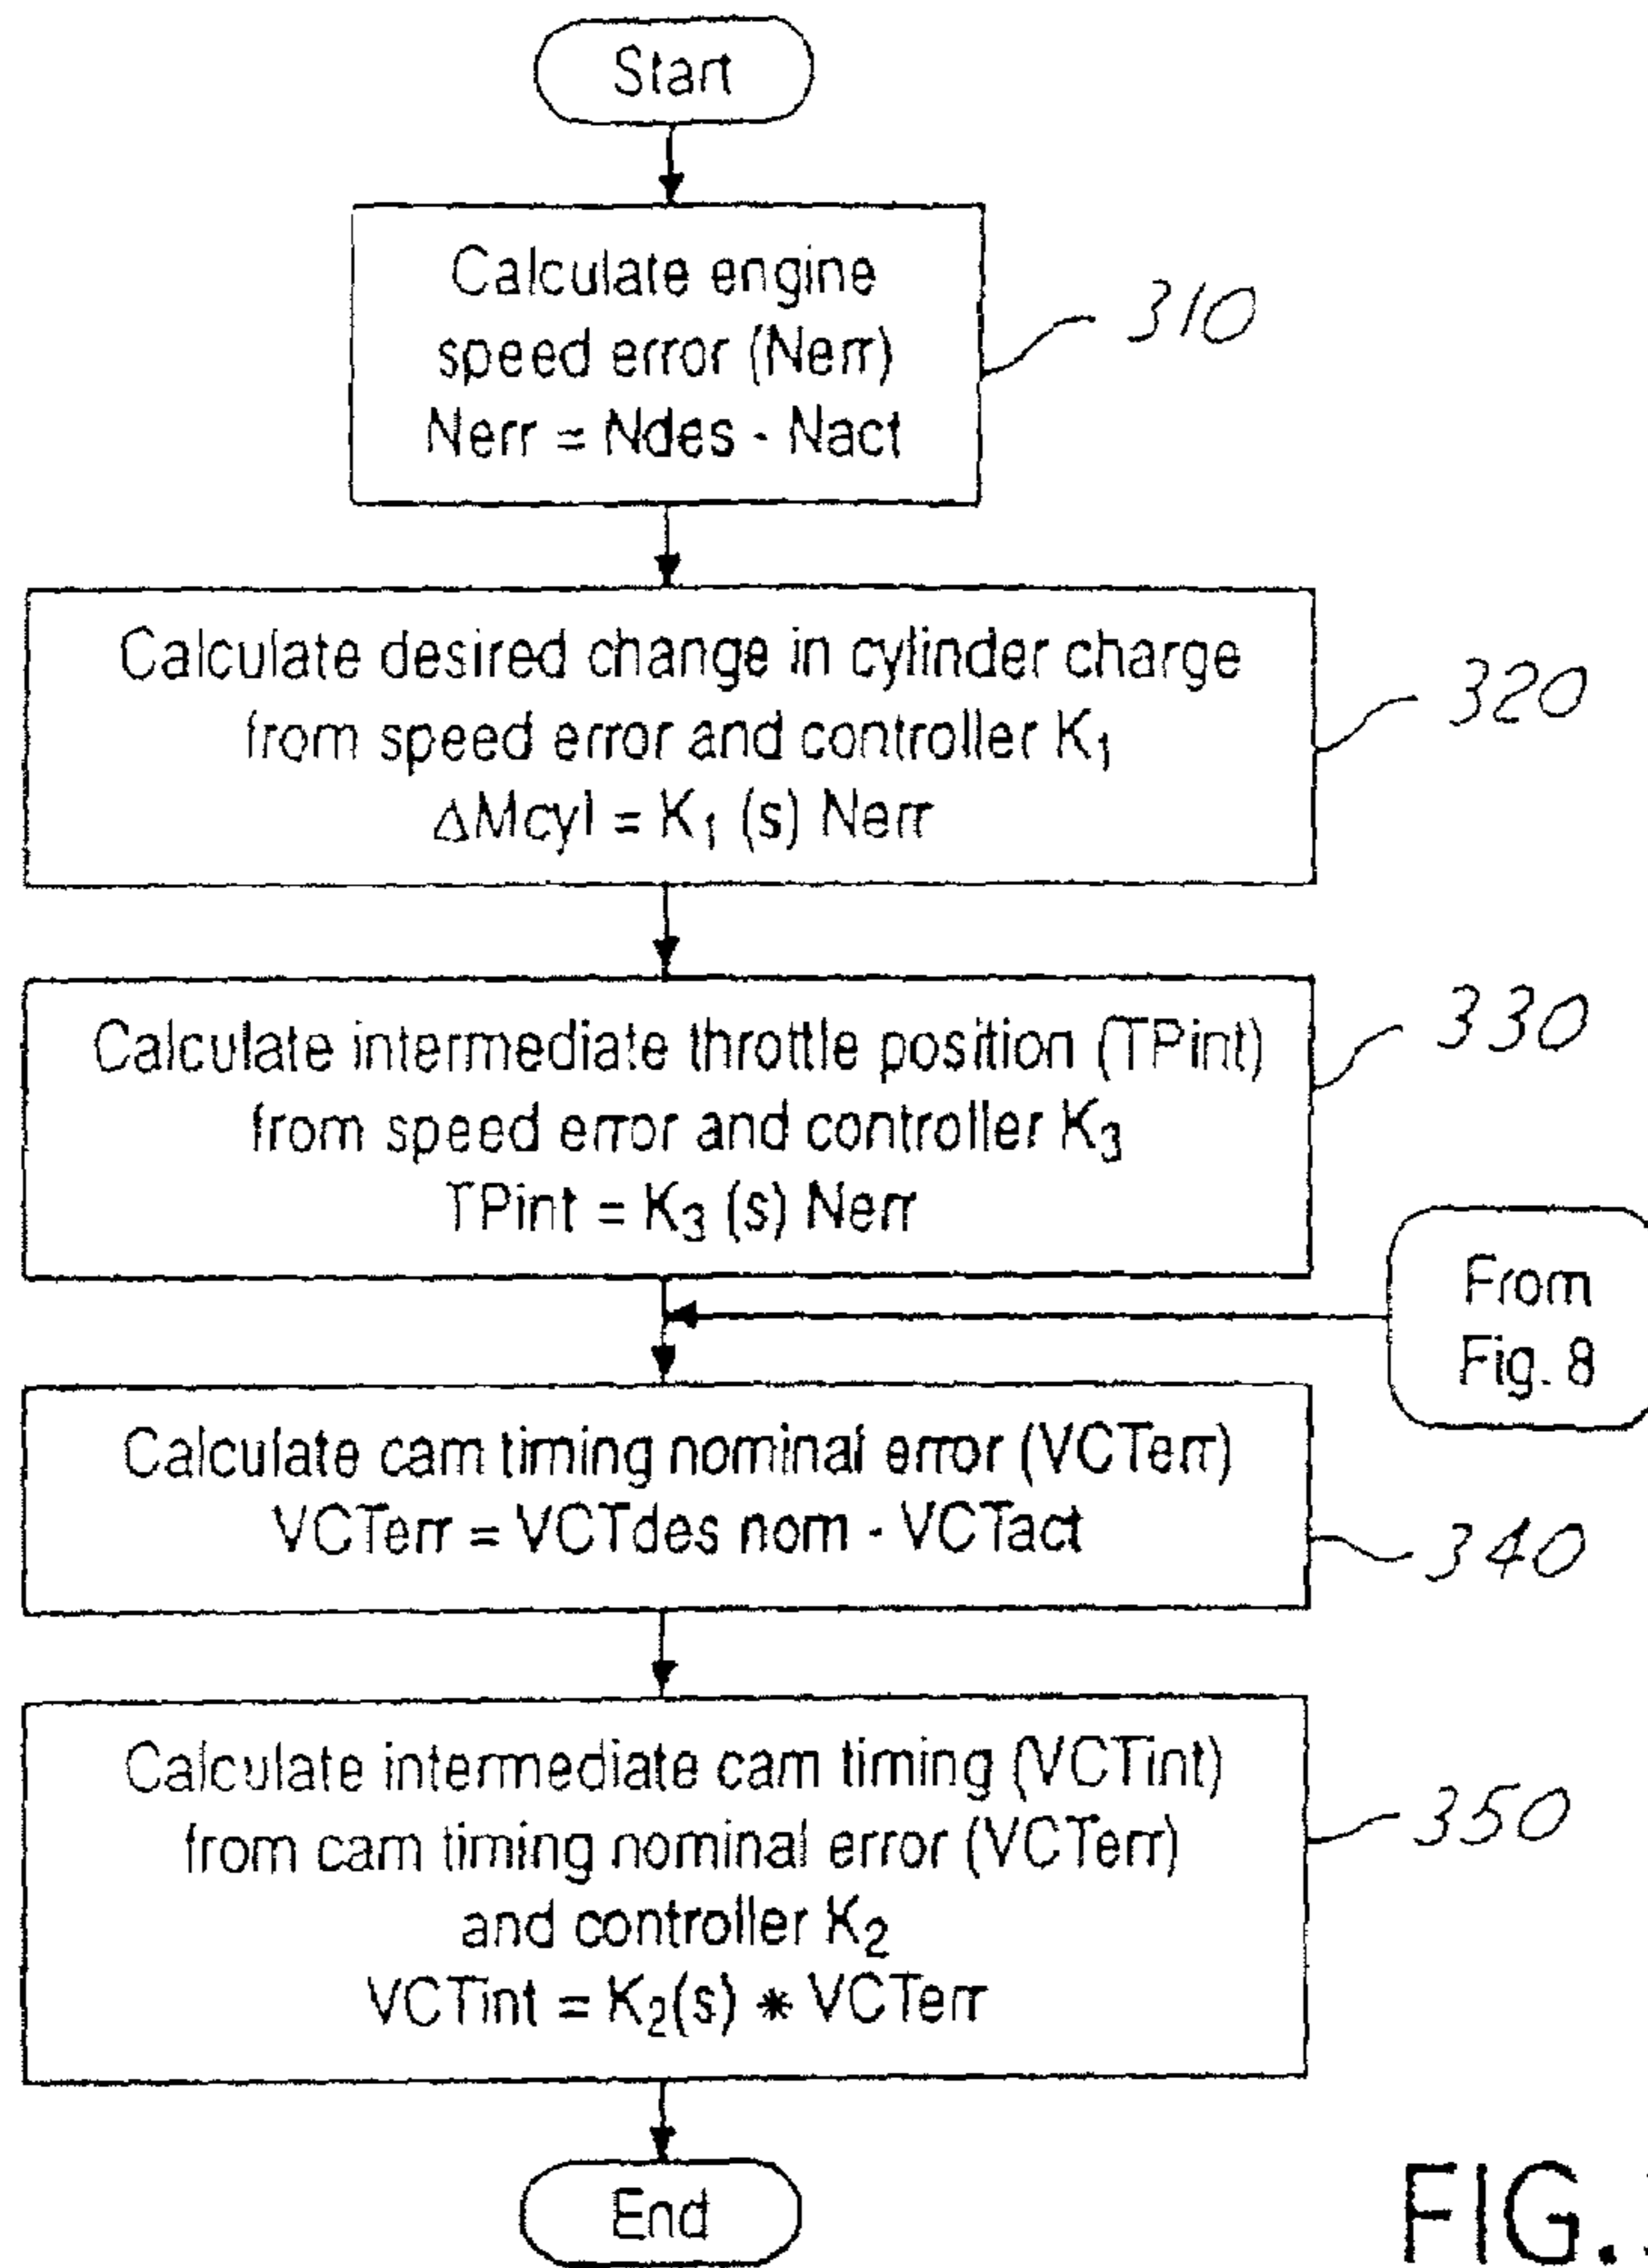 Start
Calculate engine
speed error (Nerr)
Nerr = Ndes - Nact
310
Calculate desired change in cylinder charge
from speed error and controller K₁
ΔMcyl = K₁ (s) Nerr
320
Calculate intermediate throttle position (TPint)
from speed error and controller K₃
TPint = K₃ (s) Nerr
330
From
Fig. 8
Calculate cam timing nominal error (VCTerr)
VCTerr = VCTdes nom - VCTact
340
Calculate intermediate cam timing (VCTint)
from cam timing nominal error (VCTerr)
and controller K₂
VCTint = K₂(s) * VCTerr
350
End
FIG.